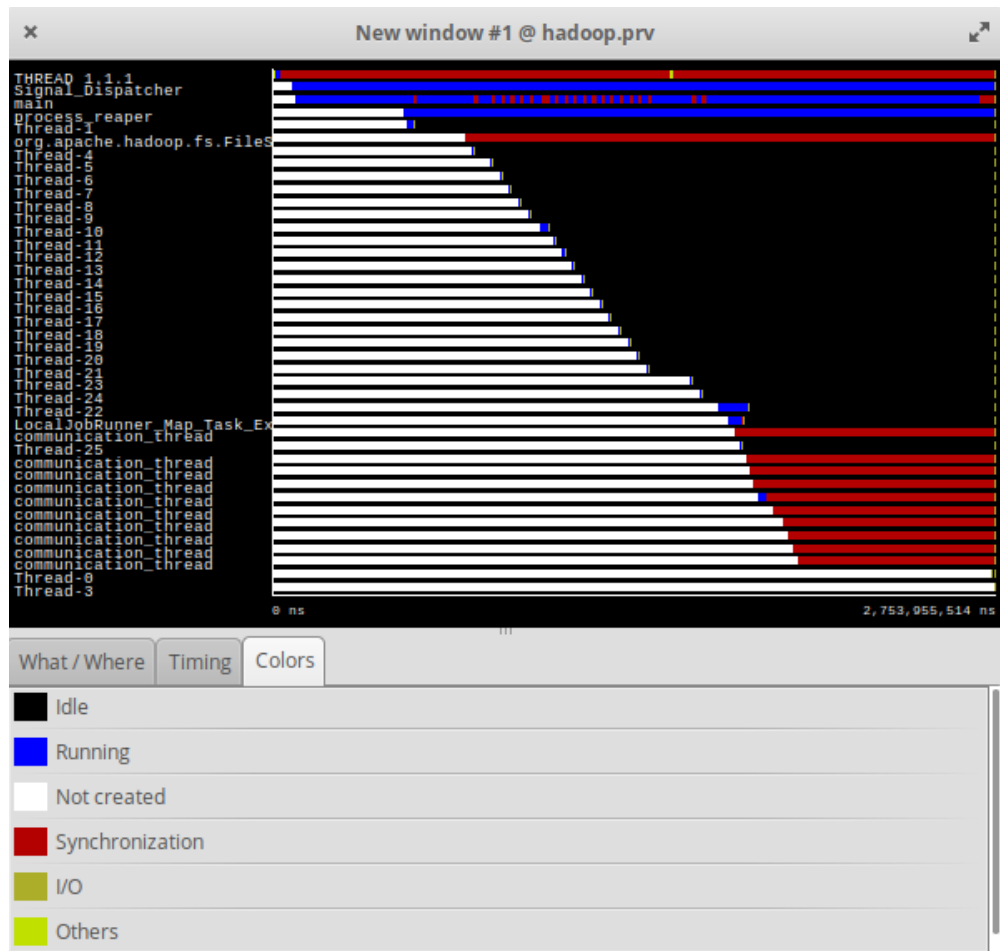 New window #1 @ hadoop.prv
THREAD 1.1.1
Signal_Dispatcher
main
process_reaper
Thread-1
org.apache.hadoop.fs.FileS
Thread-4
Thread-5
Thread-6
Thread-7
Thread-8
Thread-9
Thread-10
Thread-11
Thread-12
Thread-13
Thread-14
Thread-15
Thread-16
Thread-17
Thread-18
Thread-19
Thread-20
Thread-21
Thread-23
Thread-24
Thread-22
LocalJobRunner_Map_Task_Ex
communication_thread
Thread-25
communication_thread
communication_thread
communication_thread
communication_thread
communication_thread
communication_thread
communication_thread
communication_thread
communication_thread
Thread-0
Thread-3
0 ns 2,753,955,514 ns
What / Where Timing Colors
Idle
Running
Not created
Synchronization
I/O
Others